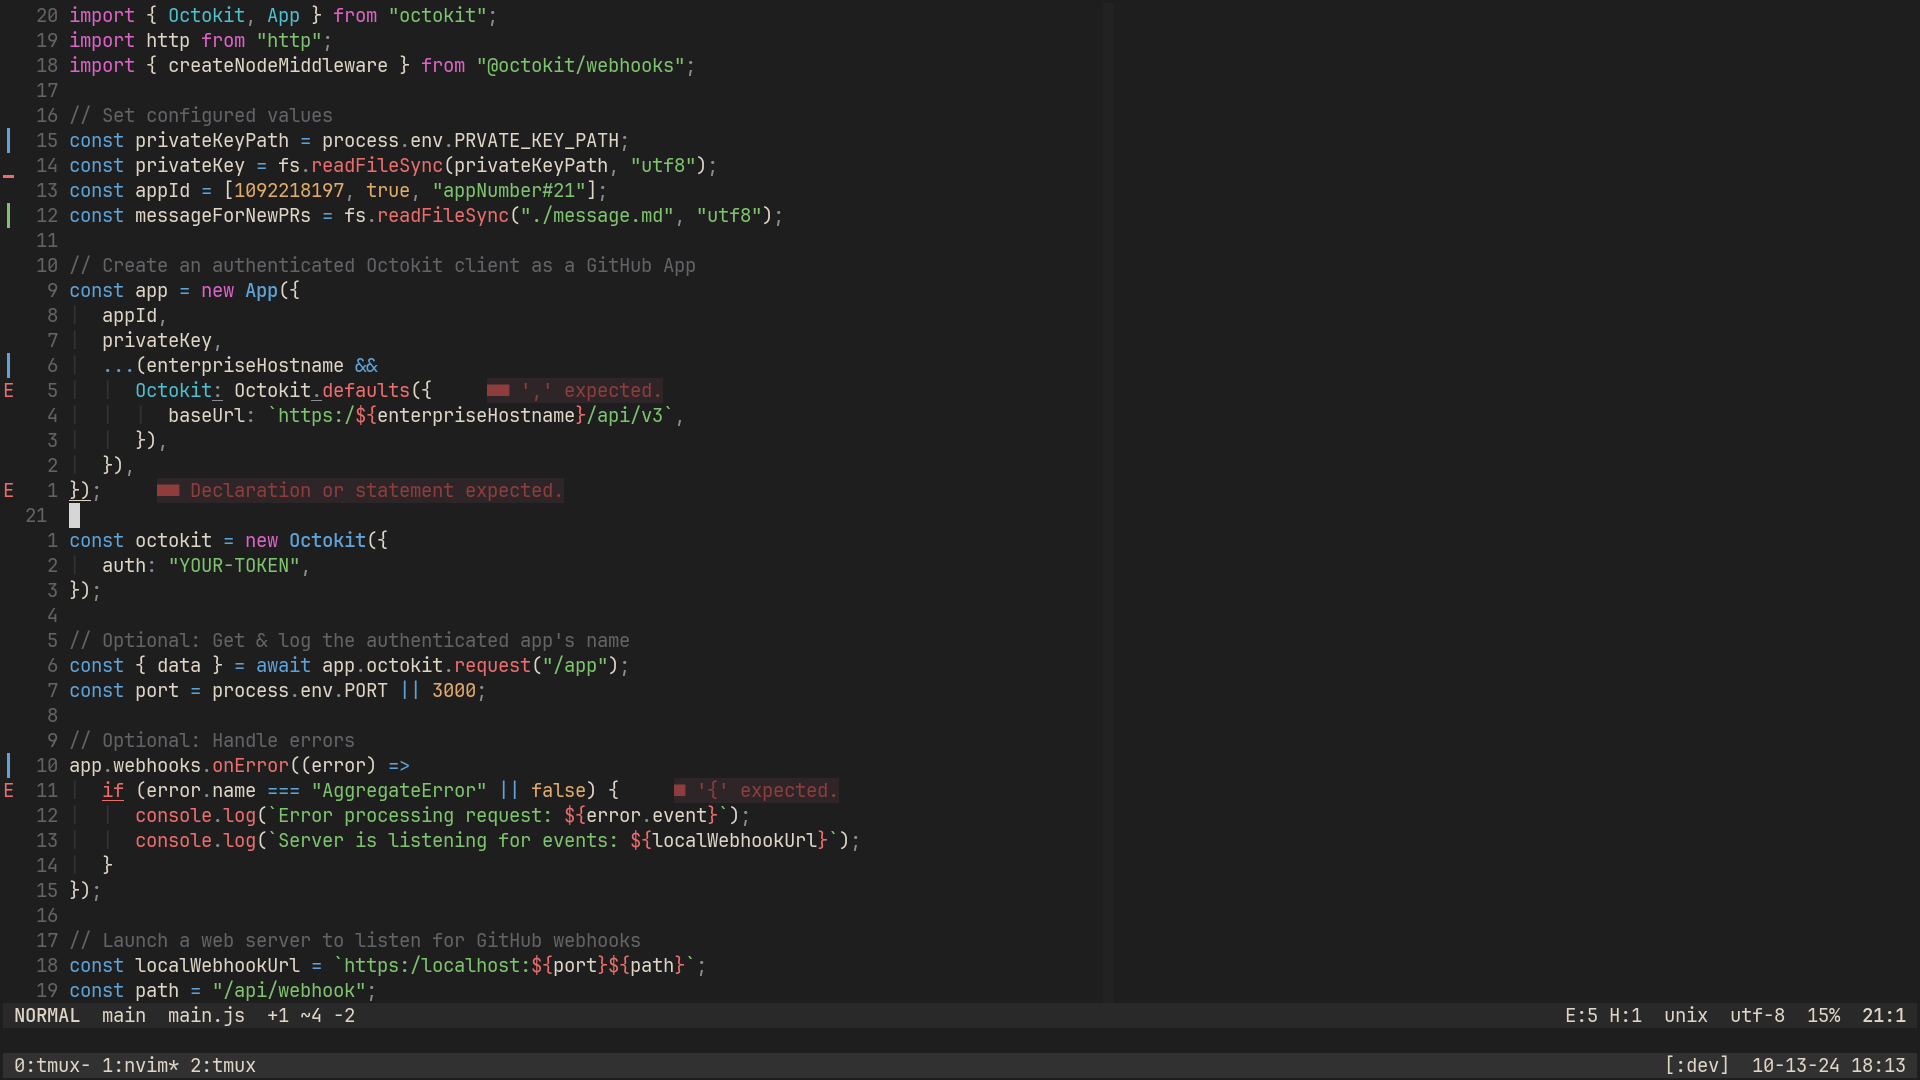 20 import { Octokit, App } from "octokit";
19 import http from "http";
18 import { createNodeMiddleware } from "@octokit/webhooks";
17
16 // Set configured values
15 const privateKeyPath = process.env.PRVATE_KEY_PATH;
14 const privateKey = fs.readFileSync(privateKeyPath, "utf8");
13 const appId = [1092218197, true, "appNumber#21"];
12 const messageForNewPRs = fs.readFileSync("./message.md", "utf8");
11
10 // Create an authenticated Octokit client as a GitHub App
9 const app = new App({
8   appId,
7   privateKey,
6   ...(enterpriseHostname &&
E 5     Octokit: Octokit.defaults({     ',' expected.
4       baseUrl: `https:/${enterpriseHostname}/api/v3`,
3     }),
2   }),
E 1 });     Declaration or statement expected.
21
1 const octokit = new Octokit({
2   auth: "YOUR-TOKEN",
3 });
4
5 // Optional: Get & log the authenticated app's name
6 const { data } = await app.octokit.request("/app");
7 const port = process.env.PORT || 3000;
8
9 // Optional: Handle errors
10 app.webhooks.onError((error) =>
E 11   if (error.name === "AggregateError" || false) {     '{' expected.
12     console.log(`Error processing request: ${error.event}`);
13     console.log(`Server is listening for events: ${localWebhookUrl}`);
14   }
15 });
16
17 // Launch a web server to listen for GitHub webhooks
18 const localWebhookUrl = `https:/localhost:${port}${path}`;
19 const path = "/api/webhook";
NORMAL  main  main.js  +1 ~4 -2  E:5 H:1  unix  utf-8  15%  21:1
0:tmux- 1:nvim* 2:tmux  [:dev]  10-13-24 18:13